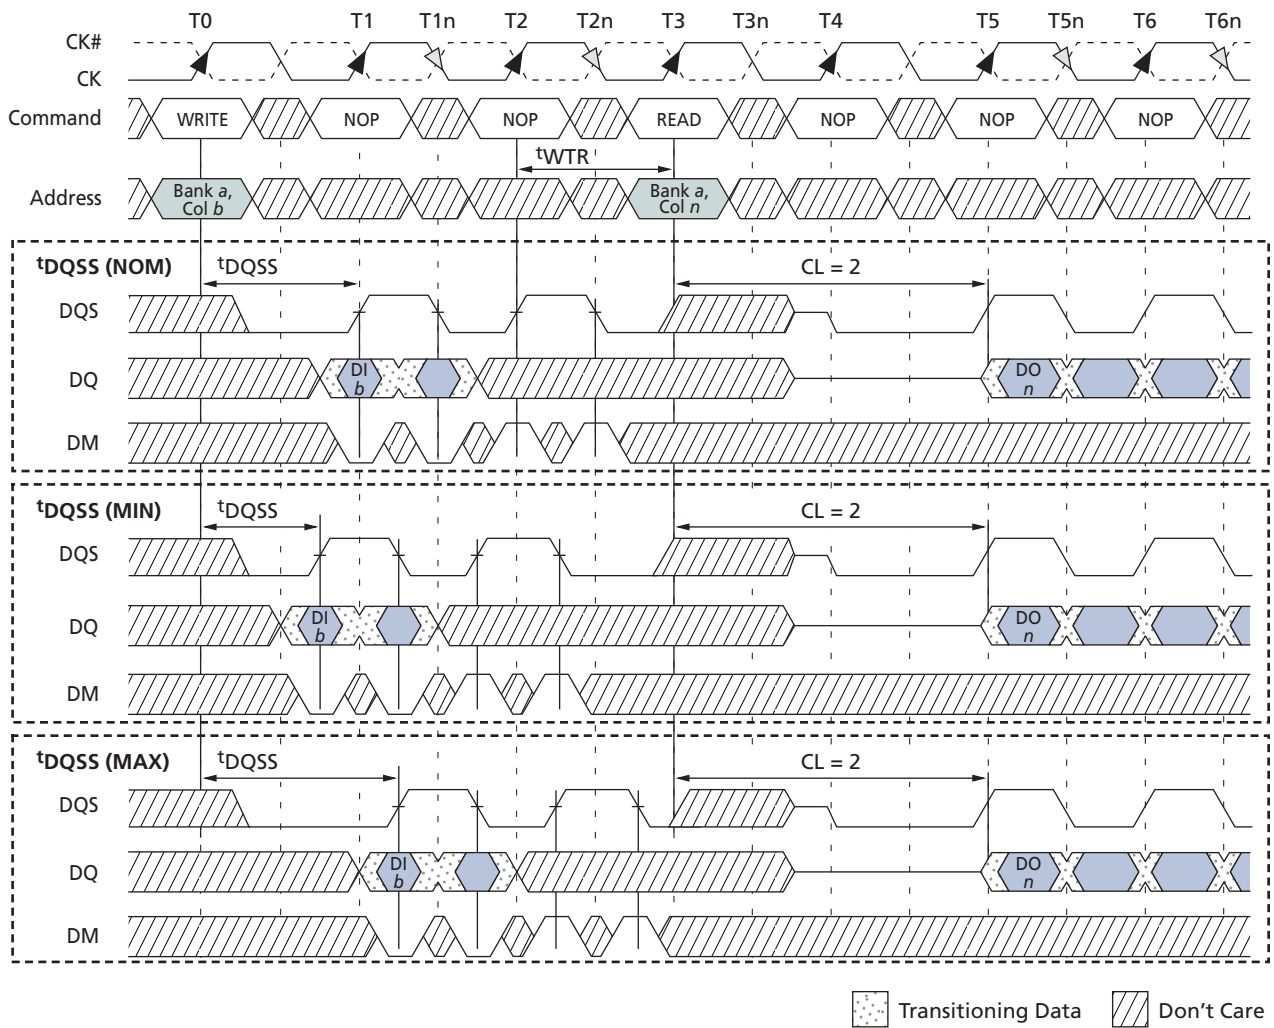 T0 T1 T1n T2 T2n T3 T3n T4 T5 T5n T6 T6n
CK#
CK
Command WRITE NOP NOP READ NOP NOP NOP
tWTR
Address Bank a, Bank a,
Col b Col n
tDQSS (NOM) tDQSS CL = 2
DQS
DQ DI DO
b n
DM
tDQSS (MIN) tDQSS CL = 2
DQS
DQ DI DO
b n
DM
tDQSS (MAX) tDQSS CL = 2
DQS
DQ DI DO
b n
DM
Transitioning Data Don't Care